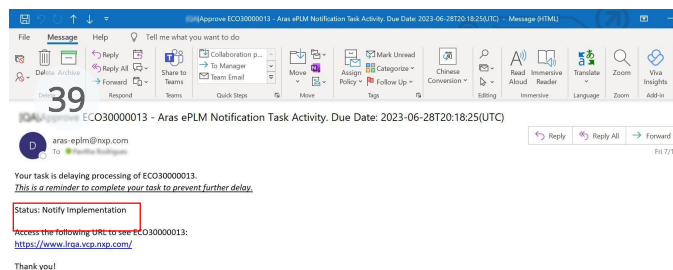 Approve ECO30000013 - Aras ePLM Notification Task Activity. Due Date: 2023-06-28T20:18:25(UTC) - Message (HTML)
File Message Help Tell me what you want to do
Delete Archive
Reply
Reply All
Forward
Share to Teams
Collaboration p...
To Manager
Team Email
Move
Assign Policy
Mark Unread
Categorize
Follow Up
Chinese Conversion
Read Aloud
Immersive Reader
Translate
Zoom
Viva Insights
39
Respond Teams Quick Steps Move Tags Editing Immersive Language Zoom Add-in
ECO30000013 - Aras ePLM Notification Task Activity. Due Date: 2023-06-28T20:18:25(UTC)
D
aras-eplm@nxp.com
To
Reply Reply All Forward
Fri 7/
Your task is delaying processing of ECO30000013.
This is a reminder to complete your task to prevent further delay.
Status: Notify Implementation
Access the following URL to see ECO30000013:
https://www.lrqa.vcp.nxp.com/
Thank you!